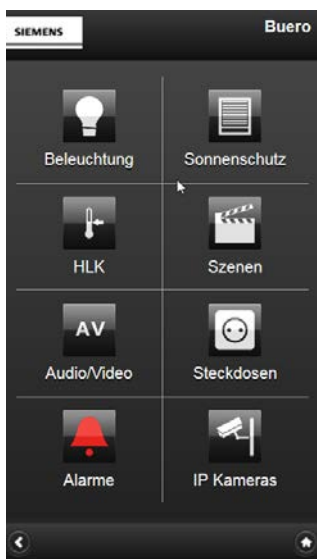 SIEMENS
Buero
Beleuchtung Sonnenschutz
HLK Szenen
AV
Audio/Video Steckdosen
Alarme IP Kameras